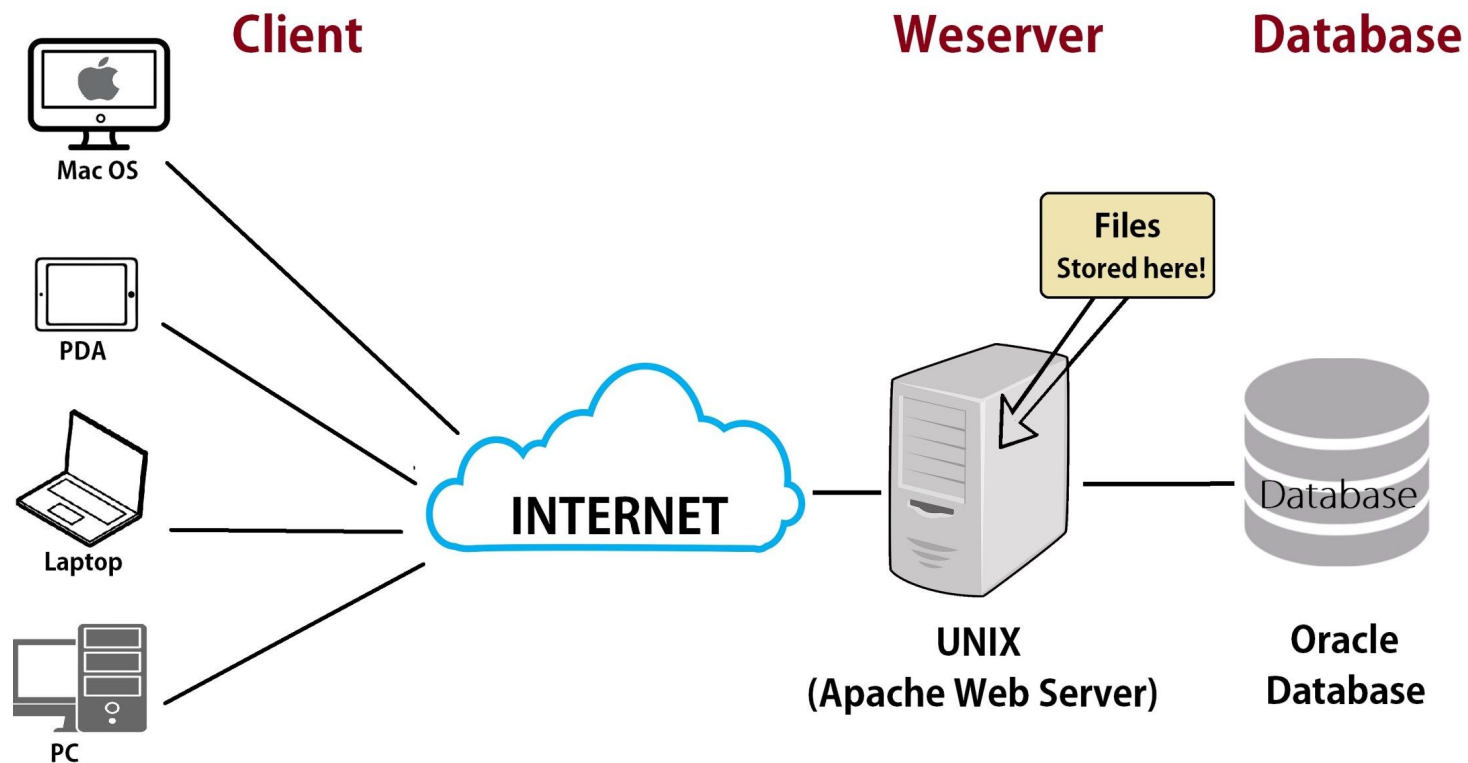 Client
Weserver
Database
Mac OS
PDA
Laptop
PC
INTERNET
Files
Stored here!
UNIX
(Apache Web Server)
Database
Oracle
Database